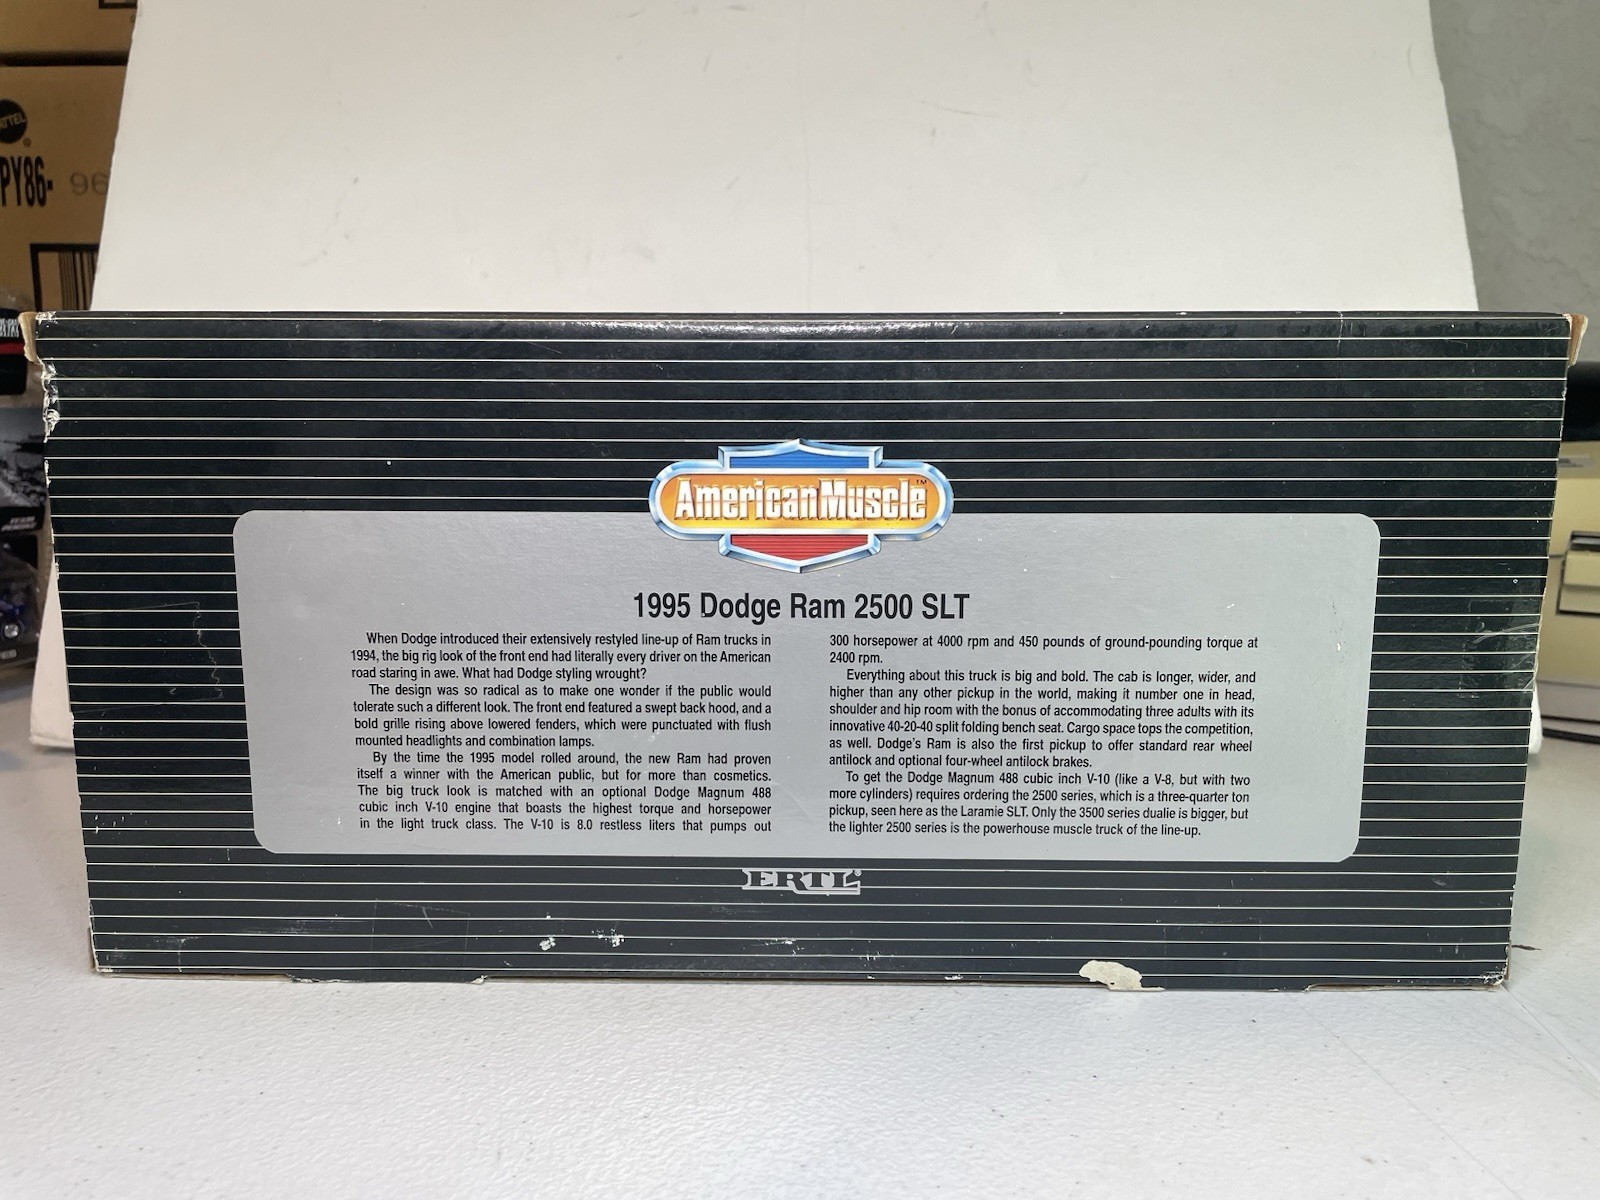 PY86- 96
AmericanMuscle™
1995 Dodge Ram 2500 SLT
When Dodge introduced their extensively restyled line-up of Ram trucks in
1994, the big rig look of the front end had literally every driver on the American
road staring in awe. What had Dodge styling wrought?
The design was so radical as to make one wonder if the public would
tolerate such a different look. The front end featured a swept back hood, and a
bold grille rising above lowered fenders, which were punctuated with flush
mounted headlights and combination lamps.
By the time the 1995 model rolled around, the new Ram had proven
itself a winner with the American public, but for more than cosmetics.
The big truck look is matched with an optional Dodge Magnum 488
cubic inch V-10 engine that boasts the highest torque and horsepower
in the light truck class. The V-10 is 8.0 restless liters that pumps out
300 horsepower at 4000 rpm and 450 pounds of ground-pounding torque at
2400 rpm.
Everything about this truck is big and bold. The cab is longer, wider, and
higher than any other pickup in the world, making it number one in head,
shoulder and hip room with the bonus of accommodating three adults with its
innovative 40-20-40 split folding bench seat. Cargo space tops the competition,
as well. Dodge's Ram is also the first pickup to offer standard rear wheel
antilock and optional four-wheel antilock brakes.
To get the Dodge Magnum 488 cubic inch V-10 (like a V-8, but with two
more cylinders) requires ordering the 2500 series, which is a three-quarter ton
pickup, seen here as the Laramie SLT. Only the 3500 series dualie is bigger, but
the lighter 2500 series is the powerhouse muscle truck of the line-up.
ERTL®